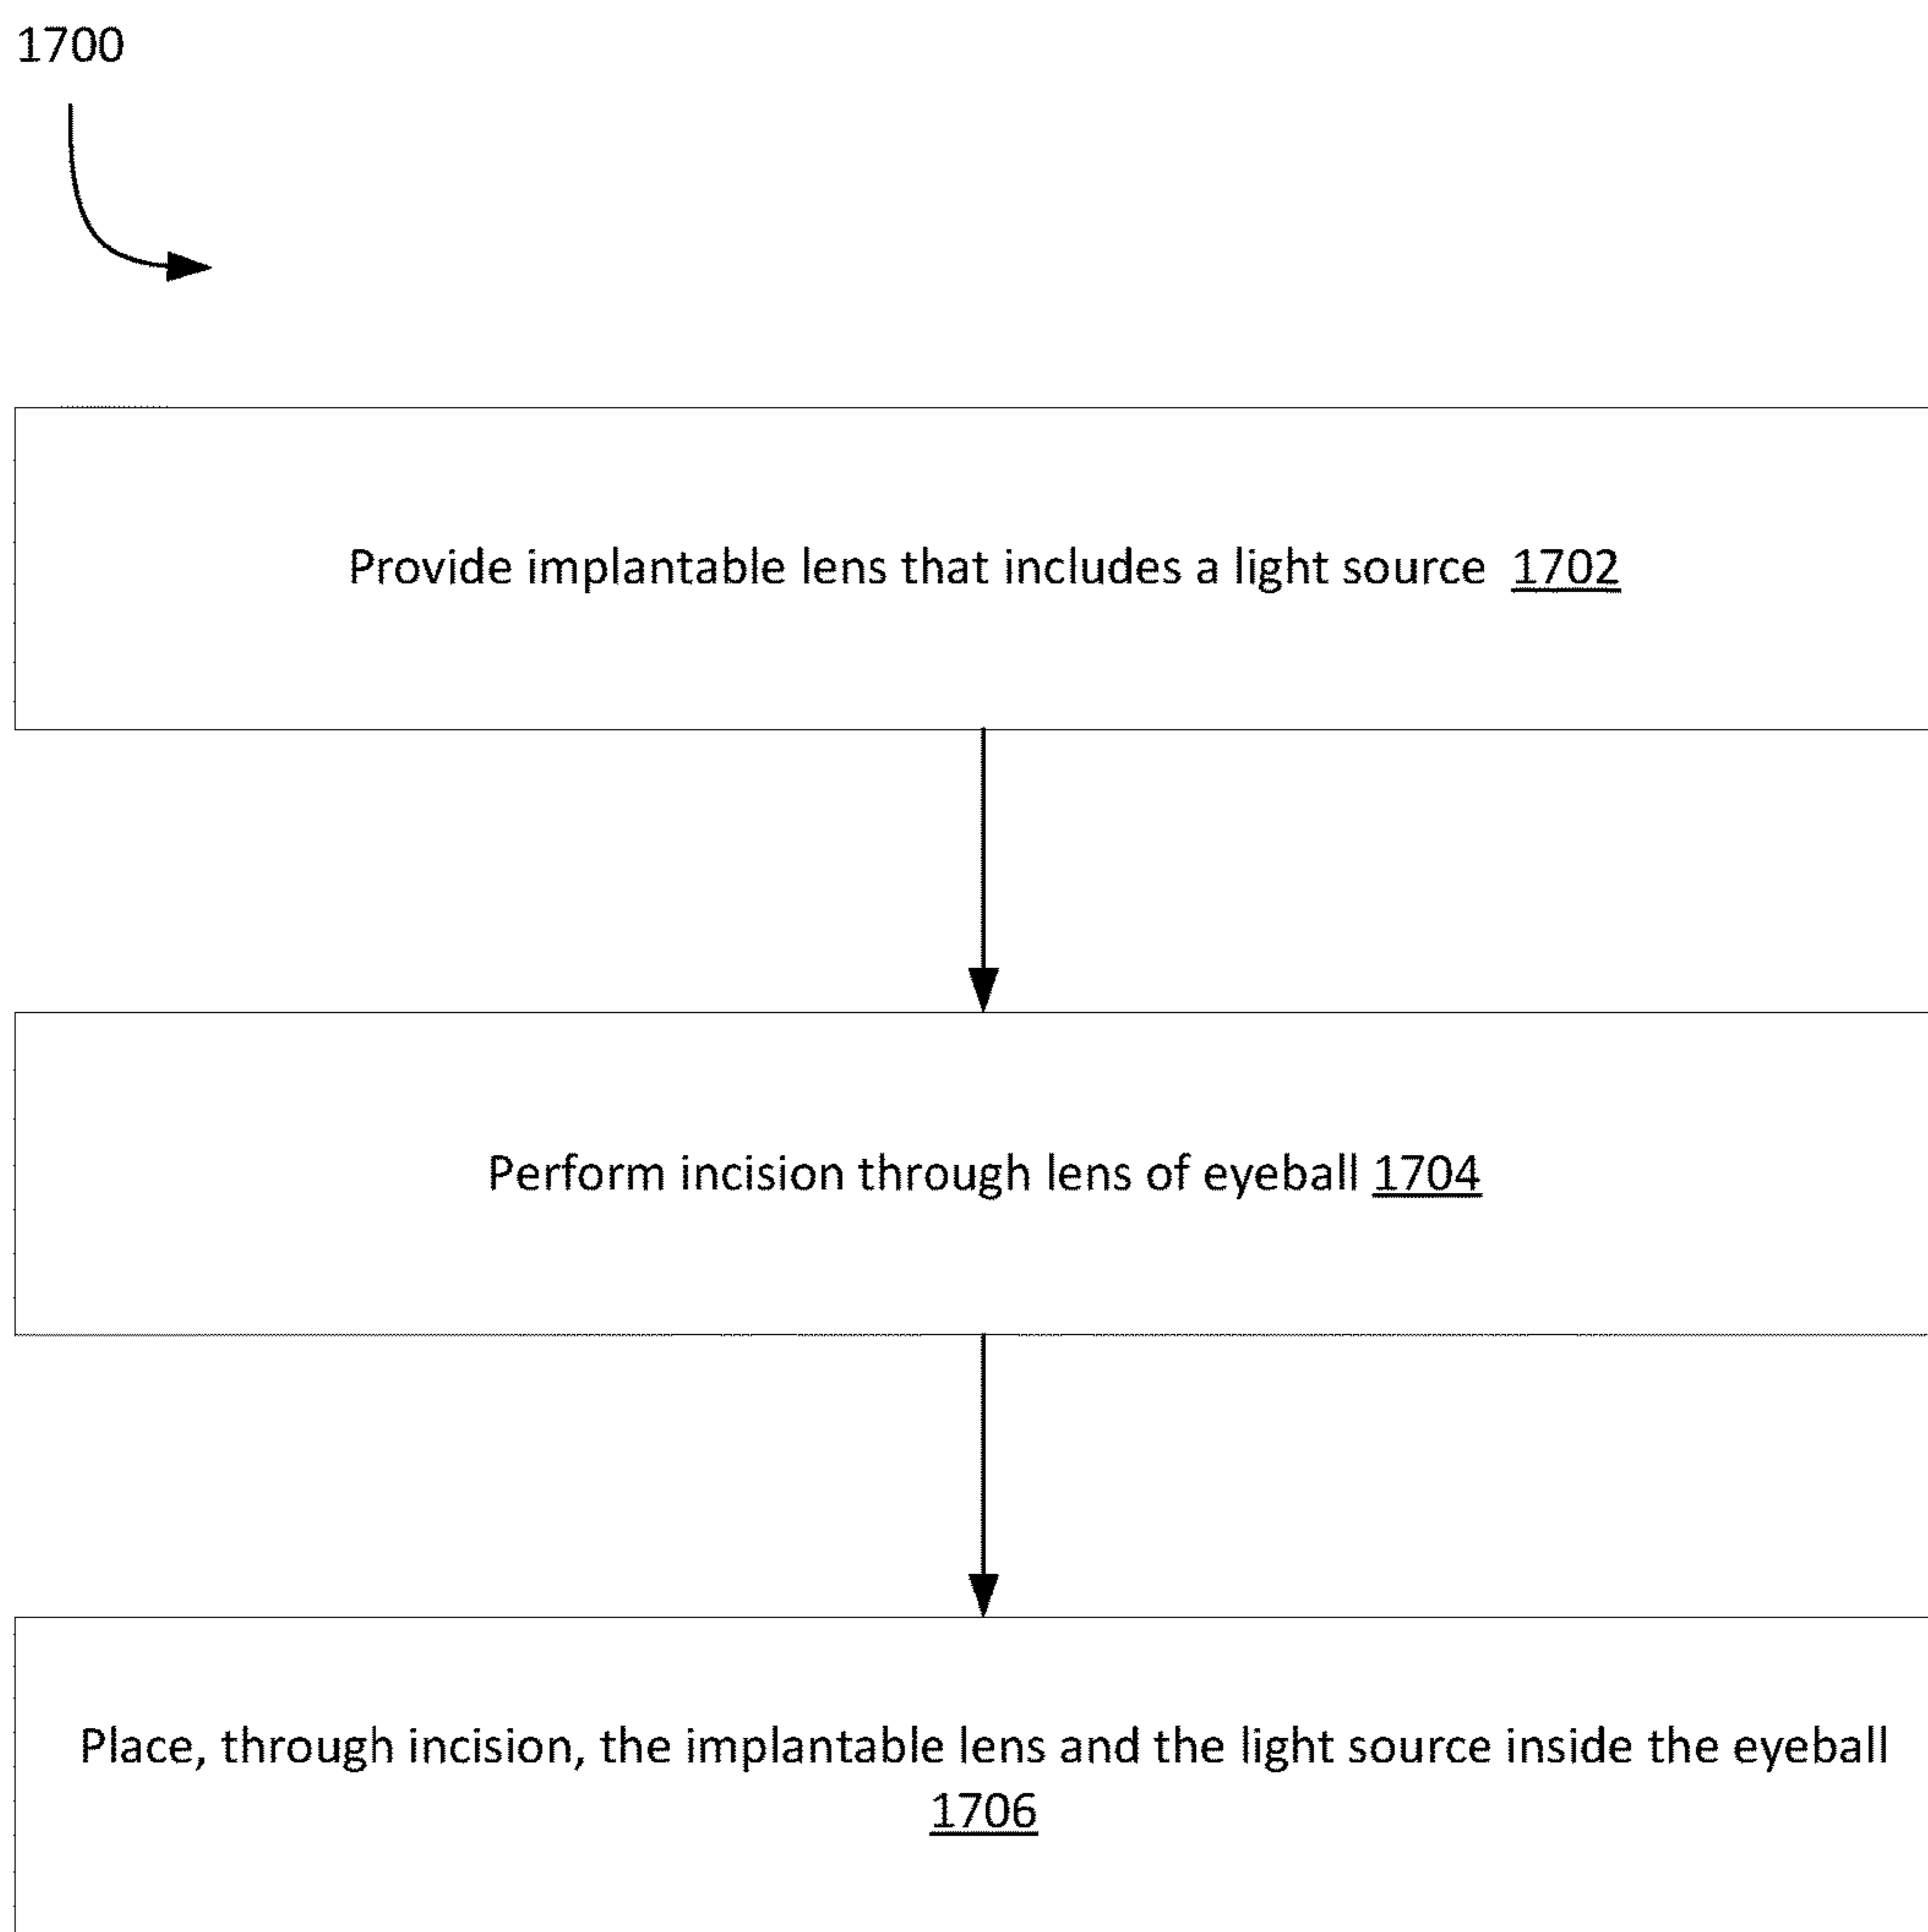 1700
Provide implantable lens that includes a light source 1702
Perform incision through lens of eyeball 1704
Place, through incision, the implantable lens and the light source inside the eyeball
1706